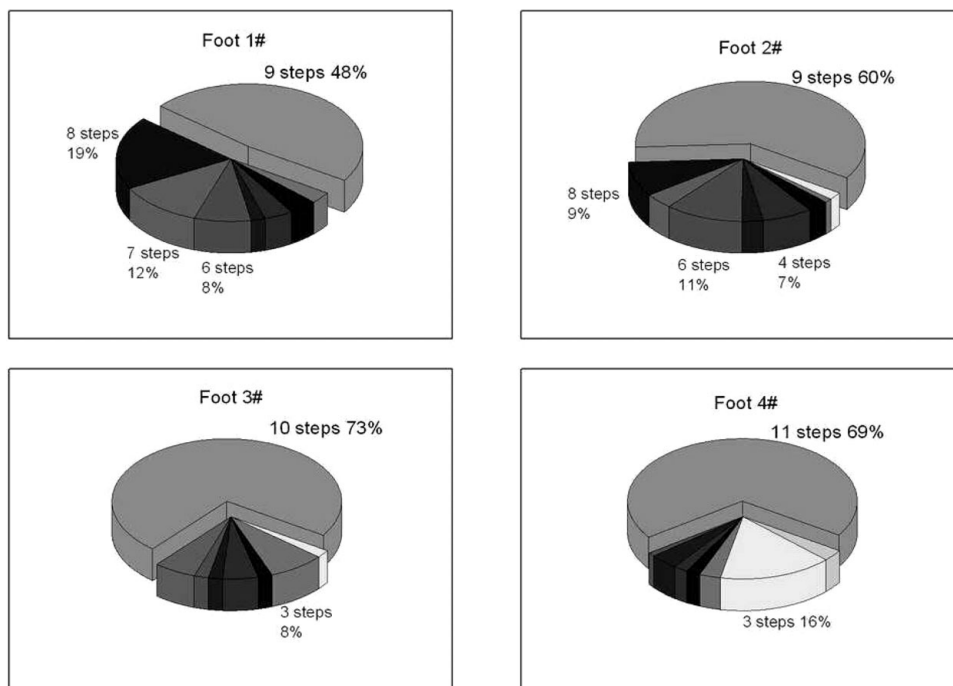 Foot 1#
9 steps 48%
8 steps
19%
7 steps
12%
6 steps
8%
Foot 2#
9 steps 60%
8 steps
9%
6 steps
11%
4 steps
7%
Foot 3#
10 steps 73%
3 steps
8%
Foot 4#
11 steps 69%
3 steps 16%